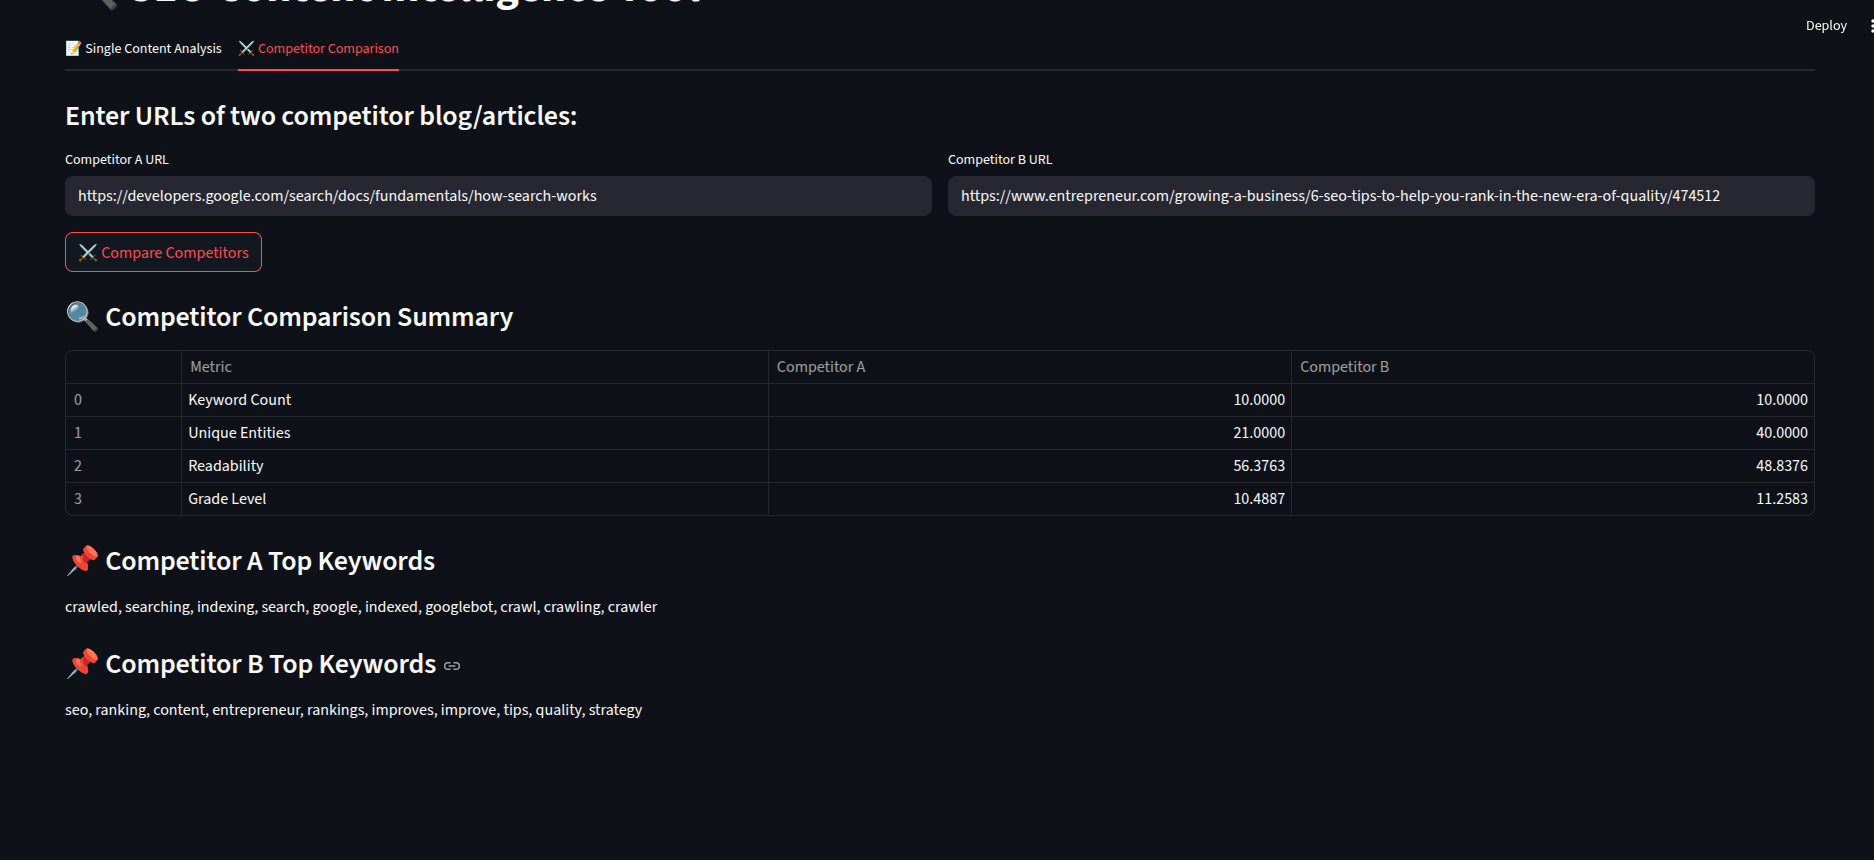 SEO Content Intelligence Tool
Deploy
📝 Single Content Analysis ⚔️ Competitor Comparison
Enter URLs of two competitor blog/articles:
Competitor A URL Competitor B URL
https://developers.google.com/search/docs/fundamentals/how-search-works https://www.entrepreneur.com/growing-a-business/6-seo-tips-to-help-you-rank-in-the-new-era-of-quality/474512
⚔️ Compare Competitors
🔍 Competitor Comparison Summary
Metric Competitor A Competitor B
0 Keyword Count 10.0000 10.0000
1 Unique Entities 21.0000 40.0000
2 Readability 56.3763 48.8376
3 Grade Level 10.4887 11.2583
📌 Competitor A Top Keywords
crawled, searching, indexing, search, google, indexed, googlebot, crawl, crawling, crawler
📌 Competitor B Top Keywords
seo, ranking, content, entrepreneur, rankings, improves, improve, tips, quality, strategy